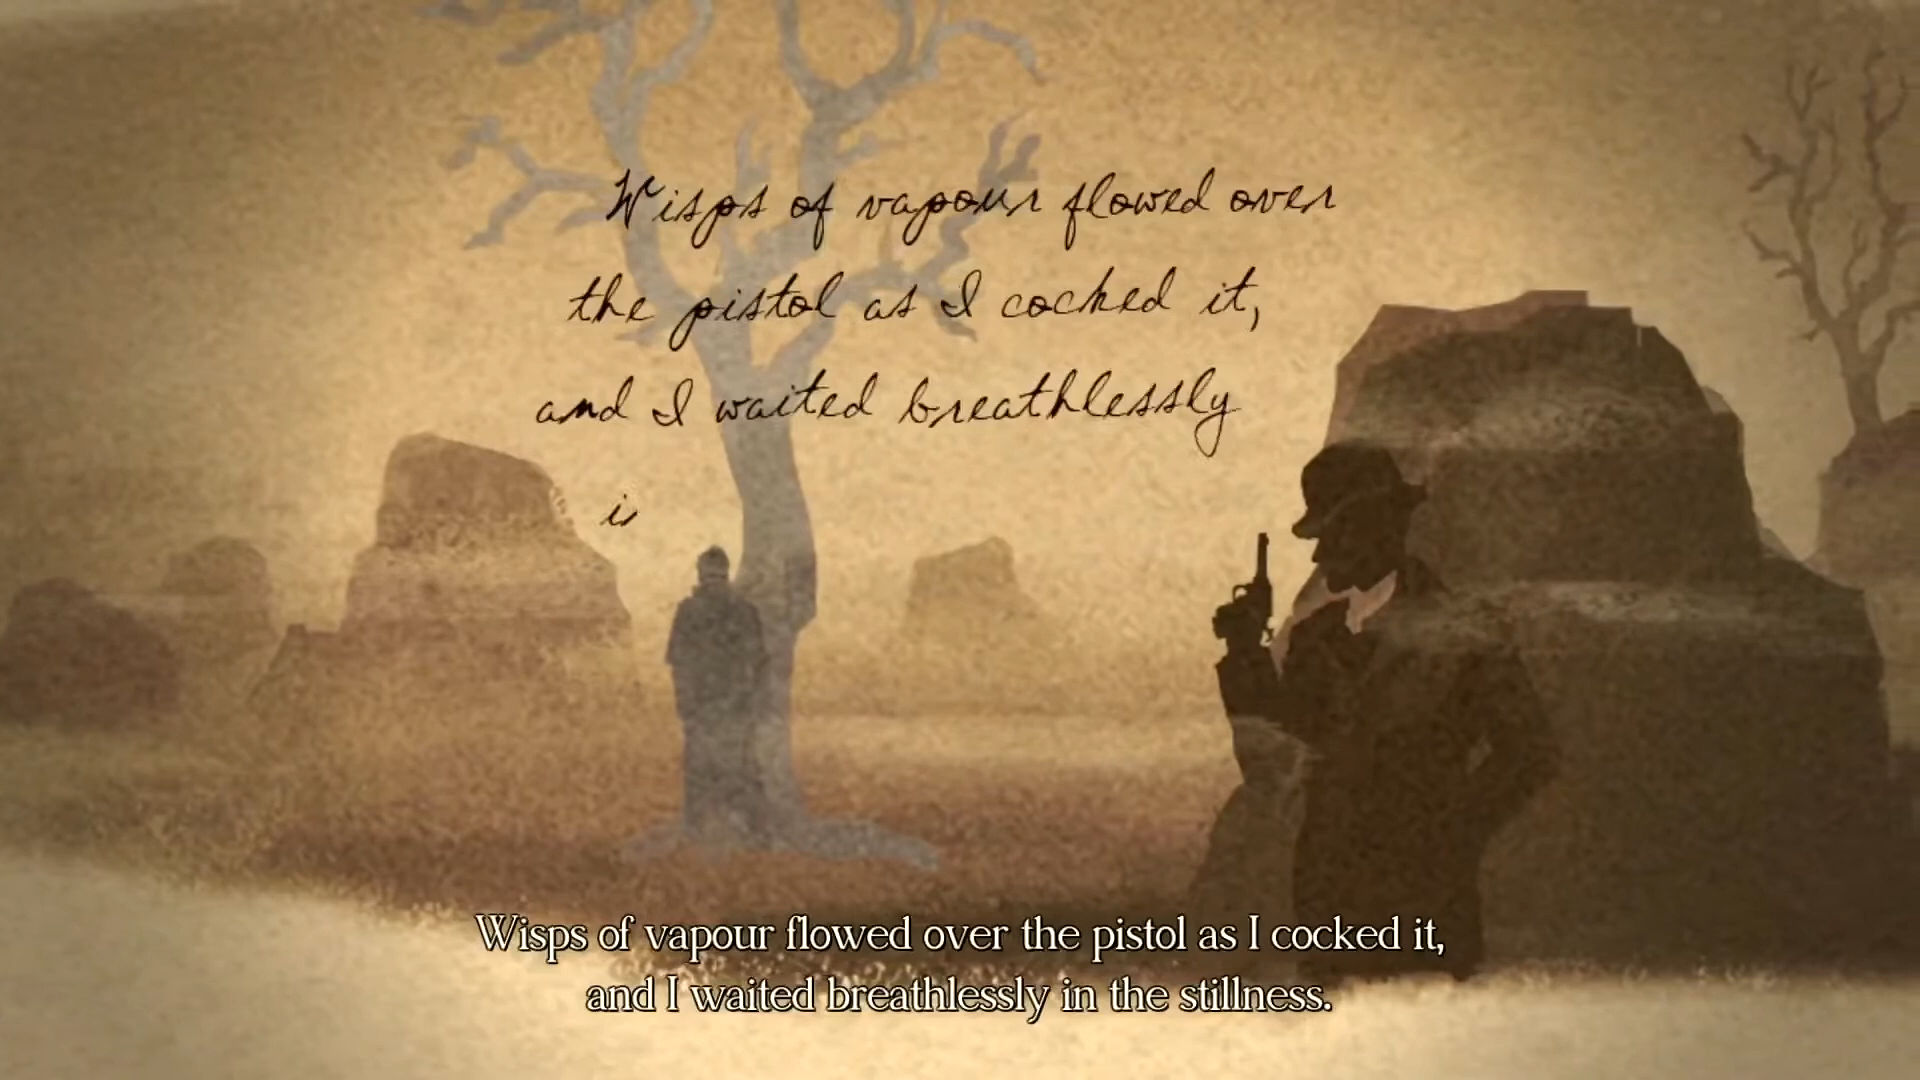 Wisps of vapour flowed over
the pistol as I cocked it,
and I waited breathlessly
in
Wisps of vapour flowed over the pistol as I cocked it,
and I waited breathlessly in the stillness.